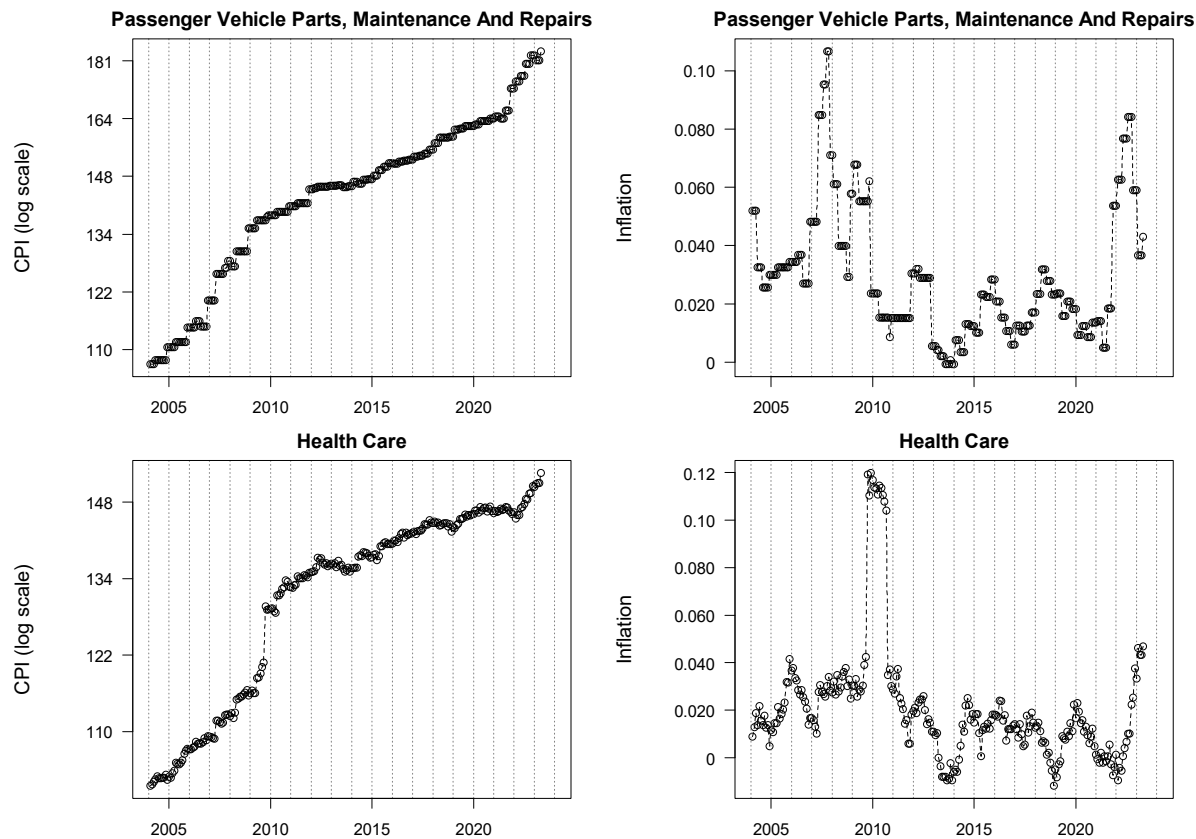 Passenger Vehicle Parts, Maintenance And Repairs
CPI (log scale)
181
164
148
134
122
110
2005 2010 2015 2020
Passenger Vehicle Parts, Maintenance And Repairs
Inflation
0.10
0.080
0.060
0.040
0.020
0
2005 2010 2015 2020
Health Care
CPI (log scale)
148
134
122
110
2005 2010 2015 2020
Health Care
Inflation
0.12
0.10
0.080
0.060
0.040
0.020
0
2005 2010 2015 2020